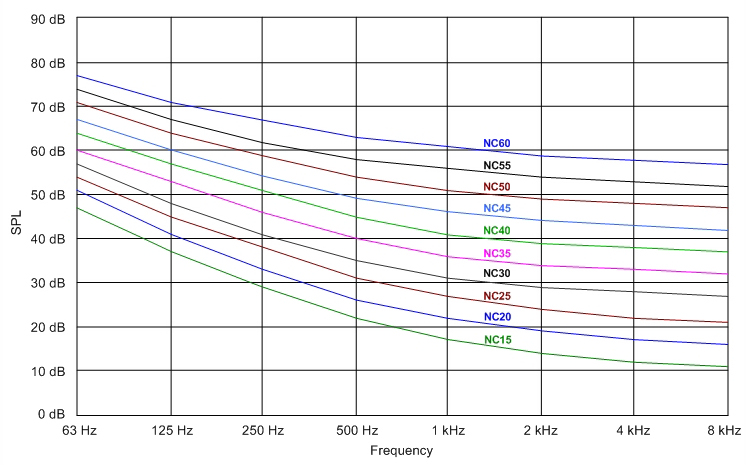 90 dB
80 dB
70 dB
60 dB
50 dB
40 dB
30 dB
20 dB
10 dB
0 dB
SPL
NC60
NC55
NC50
NC45
NC40
NC35
NC30
NC25
NC20
NC15
63 Hz 125 Hz 250 Hz 500 Hz 1 kHz 2 kHz 4 kHz 8 kHz
Frequency